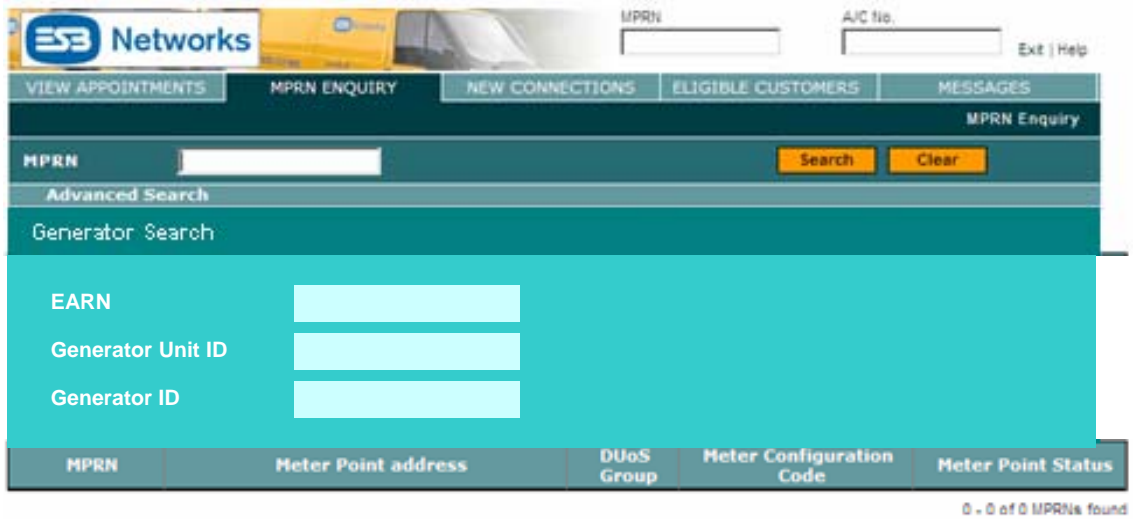 ESB Networks
MPRN A/C No.
Exit | Help
VIEW APPOINTMENTS MPRN ENQUIRY NEW CONNECTIONS ELIGIBLE CUSTOMERS MESSAGES
MPRN Enquiry
MPRN Search Clear
Advanced Search
Generator Search
EARN
Generator Unit ID
Generator ID
MPRN Meter Point address DUoS Group Meter Configuration Code Meter Point Status
0 - 0 of 0 MPRNs found